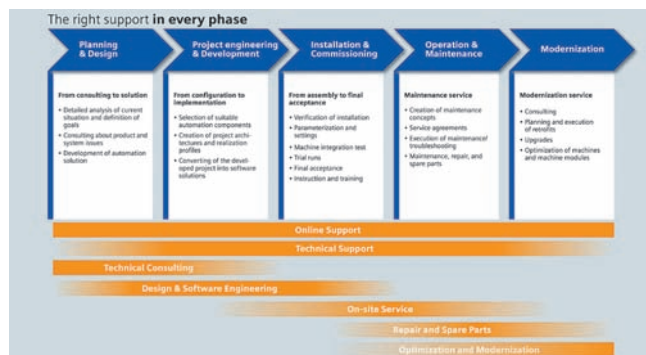 The right support in every phase
Planning
& Design
Project engineering
& Development
Installation &
Commissioning
Operation &
Maintenance
Modernization
From consulting to solution
• Detailed analysis of current
situation and definition of
goals
• Consulting about product and
system issues
• Development of automation
solution
From configuration to
implementation
• Selection of suitable
automation components
• Creation of project archi-
tectures and realization
profiles
• Converting of the devel-
oped project into software
solutions
From assembly to final
acceptance
• Verification of installation
• Parameterization and
settings
• Machine integration test
• Trial runs
• Final acceptance
• Instruction and training
Maintenance service
• Creation of maintenance
concepts
• Service agreements
• Execution of maintenance/
troubleshooting
• Maintenance, repair, and
spare parts
Modernization service
• Consulting
• Planning and execution
of retrofits
• Upgrades
• Optimization of machines
and machine modules
Online Support
Technical Support
Technical Consulting
Design & Software Engineering
On-site Service
Repair and Spare Parts
Optimization and Modernization